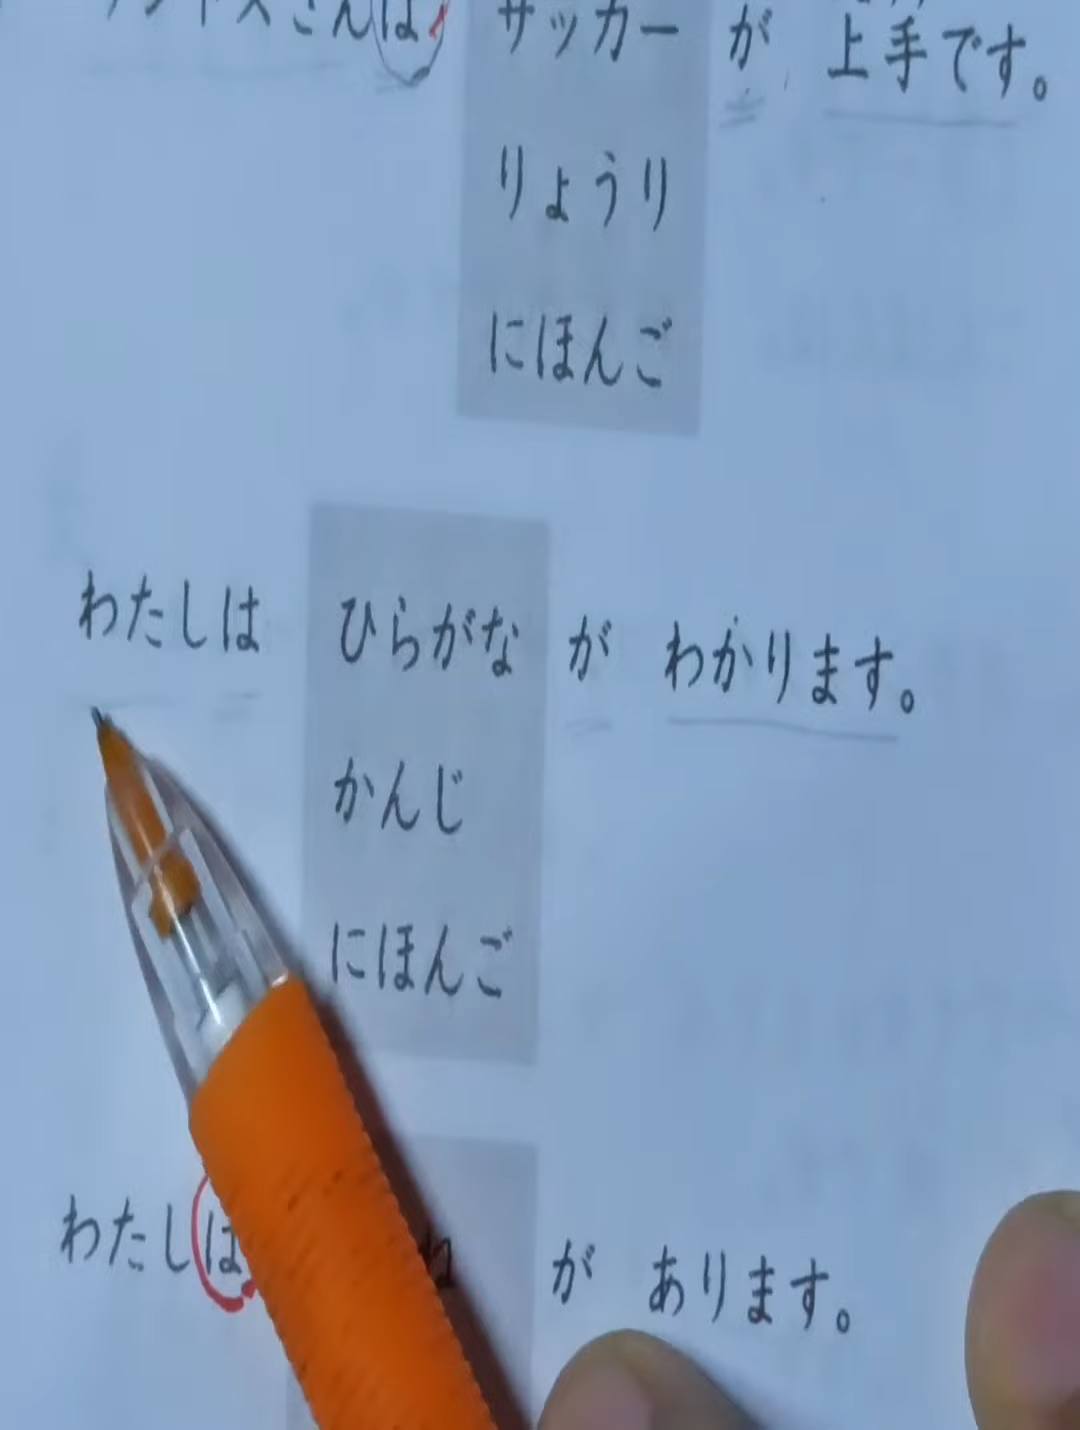 さんは サッカー が 上手です。
りょうり
にほんご
わたしは ひらがな が わかります。
かんじ
にほんご
わたしは が あります。